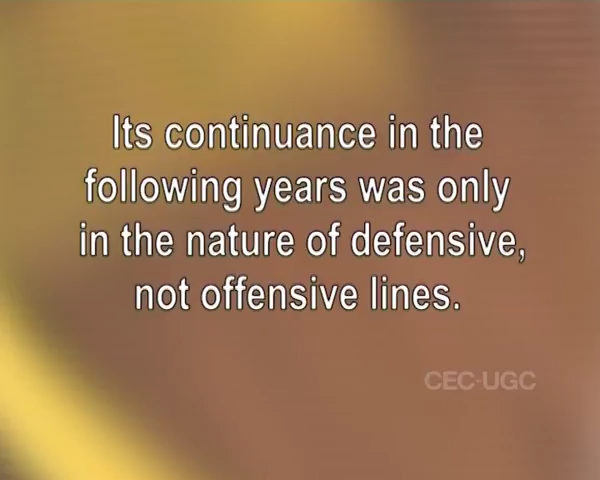 Its continuance in the
following years was only
in the nature of defensive,
not offensive lines.
CEC-UGC